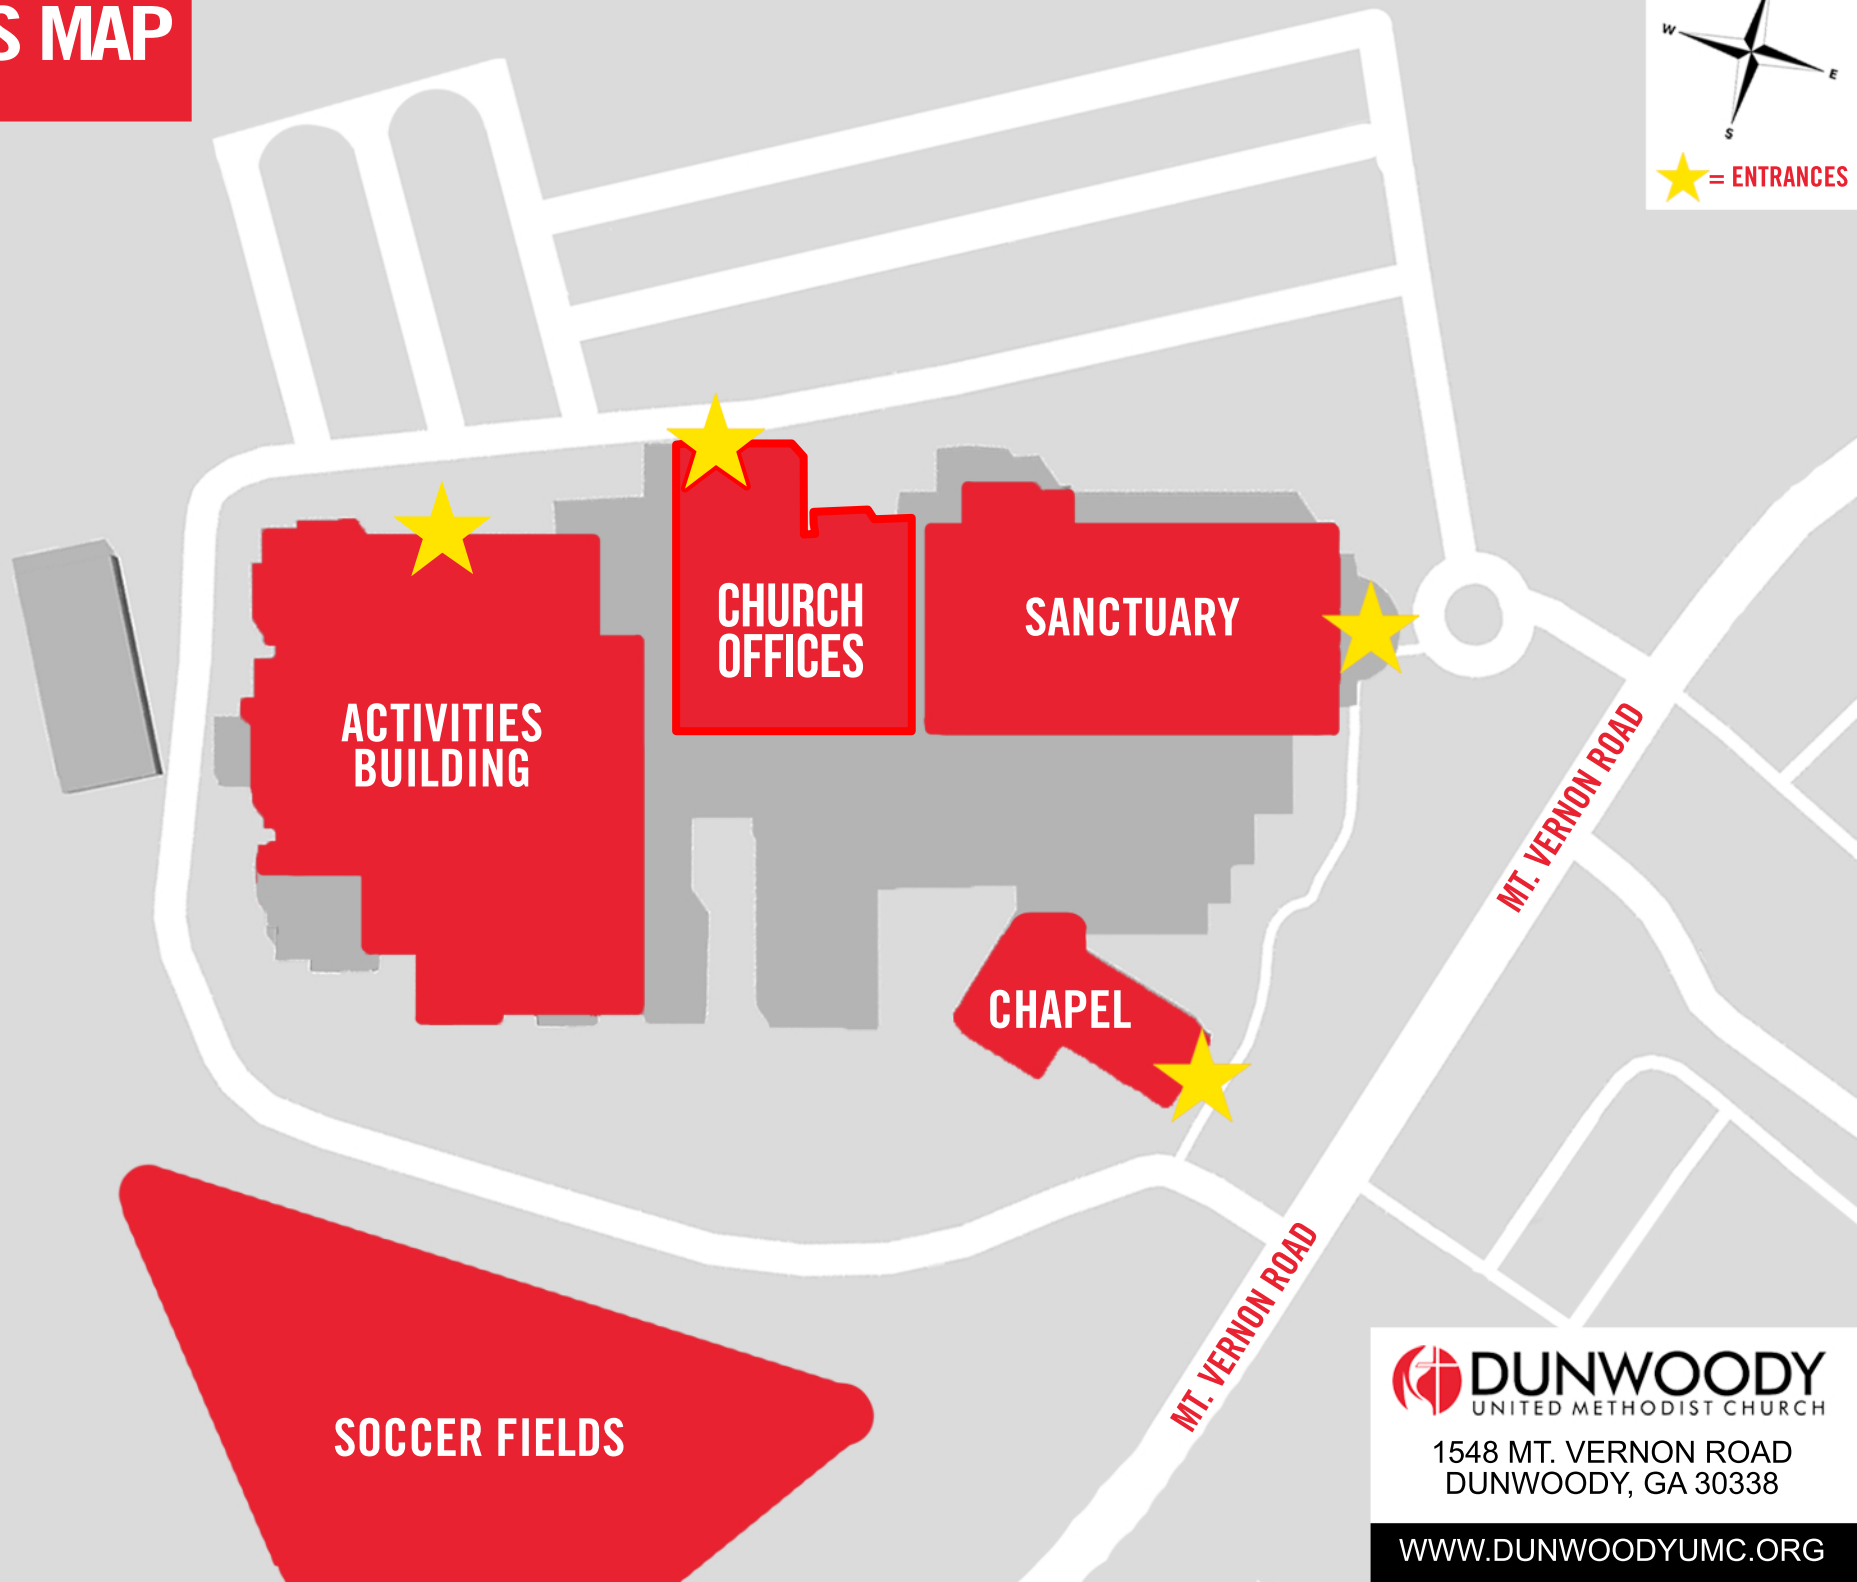 S MAP
W
E
S
= ENTRANCES
CHURCH
OFFICES
SANCTUARY
ACTIVITIES
BUILDING
MT. VERNON ROAD
CHAPEL
MT. VERNON ROAD
SOCCER FIELDS
DUNWOODY
UNITED METHODIST CHURCH
1548 MT. VERNON ROAD
DUNWOODY, GA 30338
WWW.DUNWOODYUMC.ORG